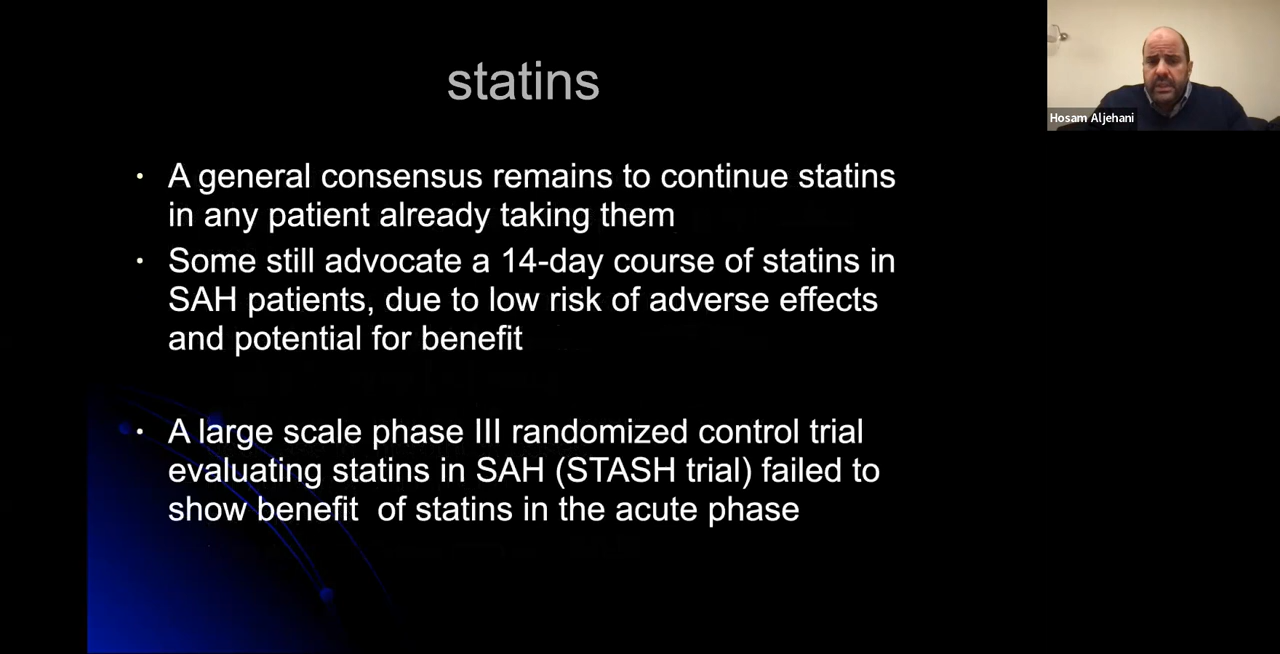 statins
Hosam Aljehani
• A general consensus remains to continue statins
in any patient already taking them
• Some still advocate a 14-day course of statins in
SAH patients, due to low risk of adverse effects
and potential for benefit
• A large scale phase III randomized control trial
evaluating statins in SAH (STASH trial) failed to
show benefit  of statins in the acute phase